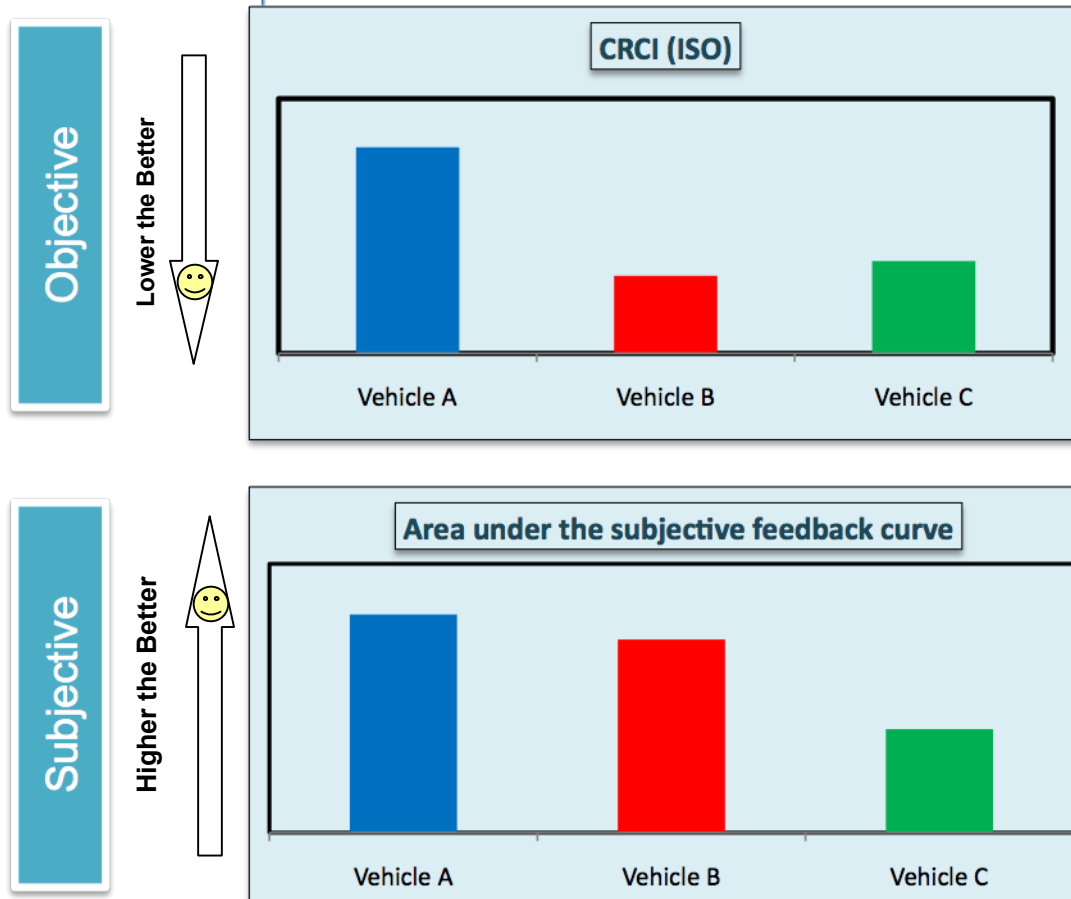 Objective
Lower the Better
CRCI (ISO)
Vehicle A
Vehicle B
Vehicle C
Subjective
Higher the Better
Area under the subjective feedback curve
Vehicle A
Vehicle B
Vehicle C